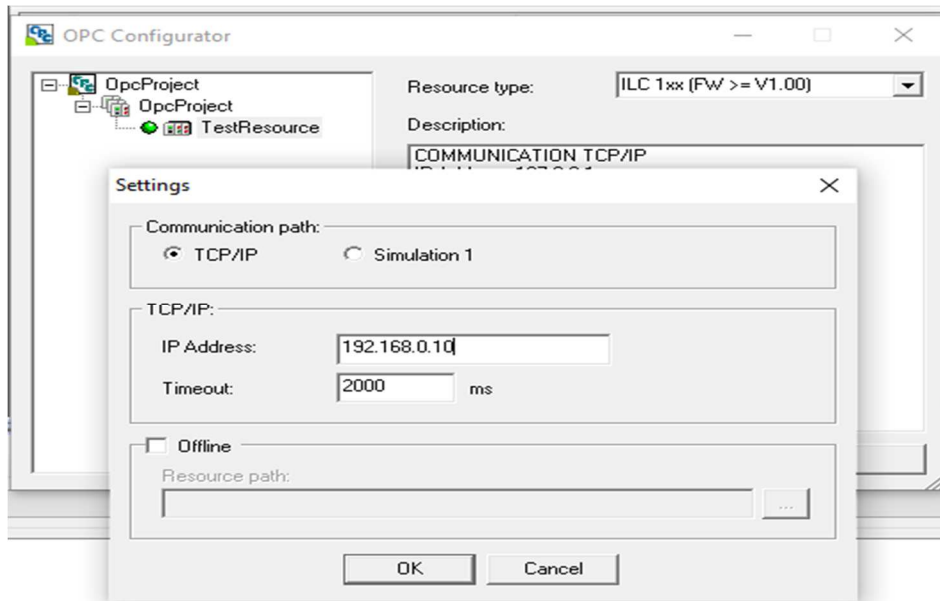 OPC Configurator
OpcProject
OpcProject
TestResource
Resource type:
ILC 1xx (FW >= V1.00)
Description:
COMMUNICATION TCP/IP
Settings
Communication path:
TCP/IP
Simulation 1
TCP/IP:
IP Address:
192.168.0.10
Timeout:
2000
ms
Offline
Resource path:
...
OK
Cancel